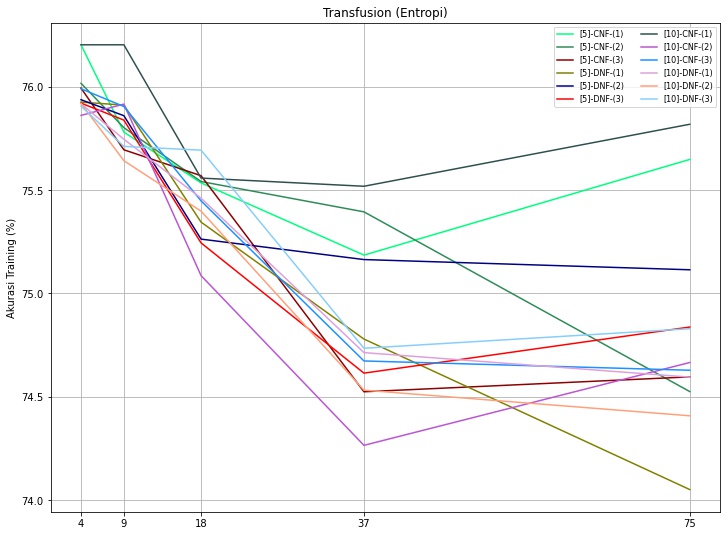 Transfusion (Entropi)
[5]-CNF-(1)
[5]-CNF-(2)
[5]-CNF-(3)
[5]-DNF-(1)
[5]-DNF-(2)
[5]-DNF-(3)
[10]-CNF-(1)
[10]-CNF-(2)
[10]-CNF-(3)
[10]-DNF-(1)
[10]-DNF-(2)
[10]-DNF-(3)
Akurasi Training (%)
76.0
75.5
75.0
74.5
74.0
4 9 18 37 75